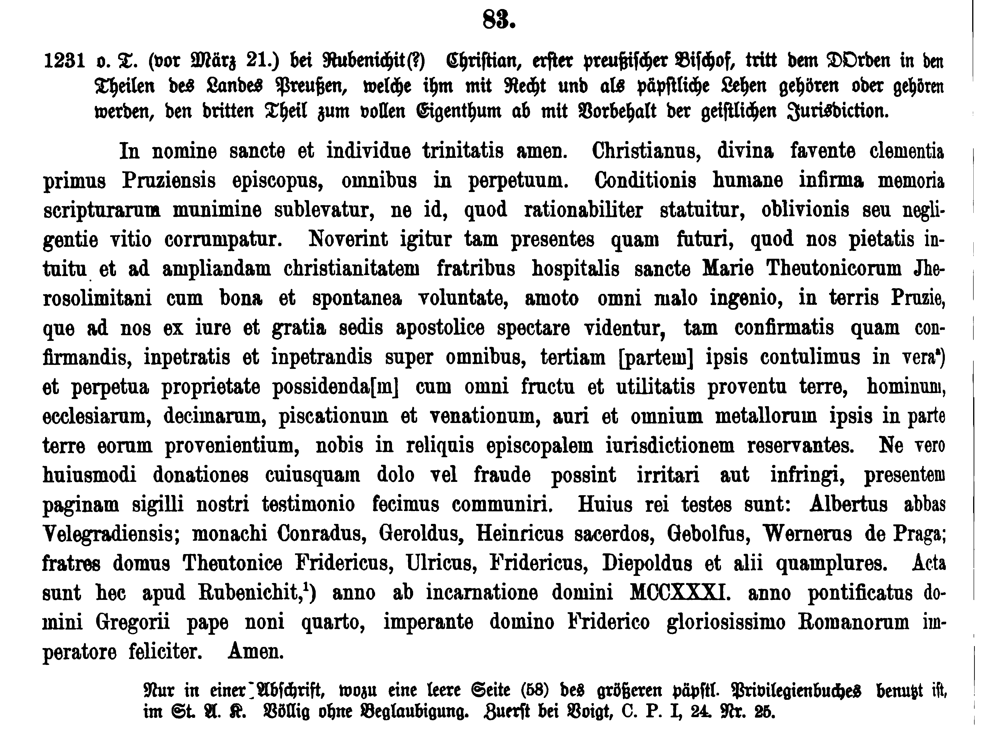 83.
1231 o. T. (vor März 21.) bei Rubenichit(?) Christian, erster preußischer Bischof, tritt dem DOrden in den
Theilen des Landes Preußen, welche ihm mit Recht und als päpstliche Lehen gehören oder gehören
werden, den dritten Theil zum vollen Eigenthum ab mit Vorbehalt der geistlichen Jurisdiction.
In nomine sancte et individue trinitatis amen. Christianus, divina favente clementia
primus Pruziensis episcopus, omnibus in perpetuum. Conditionis humane infirma memoria
scripturarum munimine sublevatur, ne id, quod rationabiliter statuitur, oblivionis seu negli-
gentie vitio corrumpatur. Noverint igitur tam presentes quam futuri, quod nos pietatis in-
tuitu et ad ampliandam christianitatem fratribus hospitalis sancte Marie Theutonicorum Jhe-
rosolimitani cum bona et spontanea voluntate, amoto omni malo ingenio, in terris Pruzie,
que ad nos ex iure et gratia sedis apostolice spectare videntur, tam confirmatis quam con-
firmandis, inpetratis et inpetrandis super omnibus, tertiam [partem] ipsis contulimus in veraᵃ)
et perpetua proprietate possidenda[m] cum omni fructu et utilitatis proventu terre, hominum,
ecclesiarum, decimarum, piscationum et venationum, auri et omnium metallorum ipsis in parte
terre eorum provenientium, nobis in reliquis episcopalem iurisdictionem reservantes. Ne vero
huiusmodi donationes cuiusquam dolo vel fraude possint irritari aut infringi, presentem
paginam sigilli nostri testimonio fecimus communiri. Huius rei testes sunt: Albertus abbas
Velegradiensis; monachi Conradus, Geroldus, Heinricus sacerdos, Gebolfus, Wernerus de Praga;
fratres domus Theutonice Fridericus, Ulricus, Fridericus, Diepoldus et alii quamplures. Acta
sunt hec apud Rubenichit,¹) anno ab incarnatione domini MCCXXXI. anno pontificatus do-
mini Gregorii pape noni quarto, imperante domino Friderico gloriosissimo Romanorum im-
peratore feliciter. Amen.
Nur in einer Abschrift, wozu eine leere Seite (58) des größeren päpstl. Privilegienbuches benutzt ist,
im St. A. K. Völlig ohne Beglaubigung. Zuerst bei Voigt, C. P. I, 24. Nr. 25.